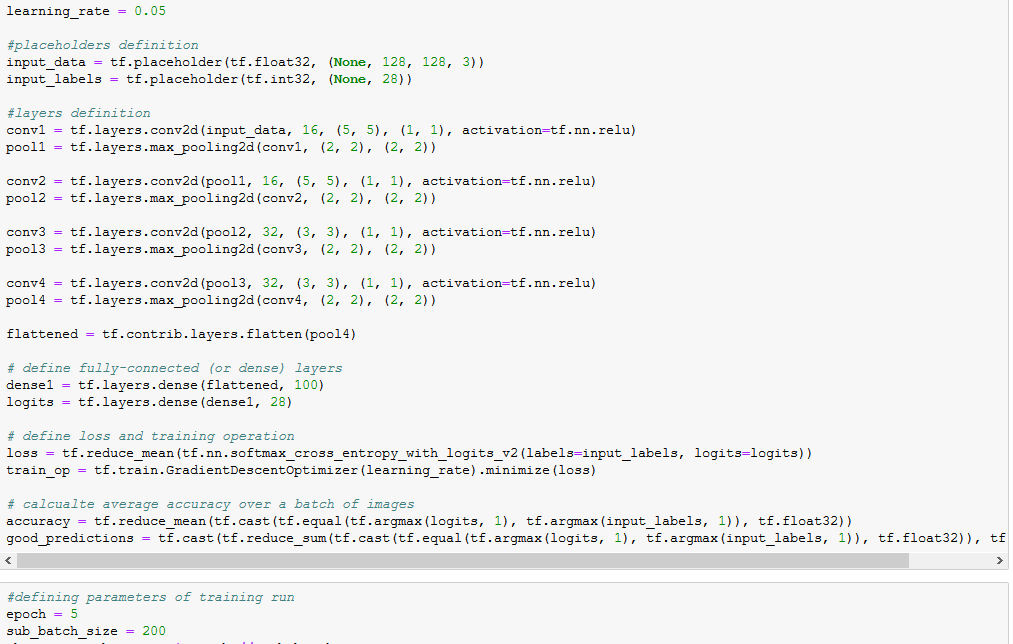 learning_rate = 0.05
#placeholders definition
input_data = tf.placeholder(tf.float32, (None, 128, 128, 3))
input_labels = tf.placeholder(tf.int32, (None, 28))
#layers definition
conv1 = tf.layers.conv2d(input_data, 16, (5, 5), (1, 1), activation=tf.nn.relu)
pool1 = tf.layers.max_pooling2d(conv1, (2, 2), (2, 2))
conv2 = tf.layers.conv2d(pool1, 16, (5, 5), (1, 1), activation=tf.nn.relu)
pool2 = tf.layers.max_pooling2d(conv2, (2, 2), (2, 2))
conv3 = tf.layers.conv2d(pool2, 32, (3, 3), (1, 1), activation=tf.nn.relu)
pool3 = tf.layers.max_pooling2d(conv3, (2, 2), (2, 2))
conv4 = tf.layers.conv2d(pool3, 32, (3, 3), (1, 1), activation=tf.nn.relu)
pool4 = tf.layers.max_pooling2d(conv4, (2, 2), (2, 2))
flattened = tf.contrib.layers.flatten(pool4)
# define fully-connected (or dense) layers
dense1 = tf.layers.dense(flattened, 100)
logits = tf.layers.dense(dense1, 28)
# define loss and training operation
loss = tf.reduce_mean(tf.nn.softmax_cross_entropy_with_logits_v2(labels=input_labels, logits=logits))
train_op = tf.train.GradientDescentOptimizer(learning_rate).minimize(loss)
# calcualte average accuracy over a batch of images
accuracy = tf.reduce_mean(tf.cast(tf.equal(tf.argmax(logits, 1), tf.argmax(input_labels, 1)), tf.float32))
good_predictions = tf.cast(tf.reduce_sum(tf.cast(tf.equal(tf.argmax(logits, 1), tf.argmax(input_labels, 1)), tf.float32)), tf
#defining parameters of training run
epoch = 5
sub_batch_size = 200